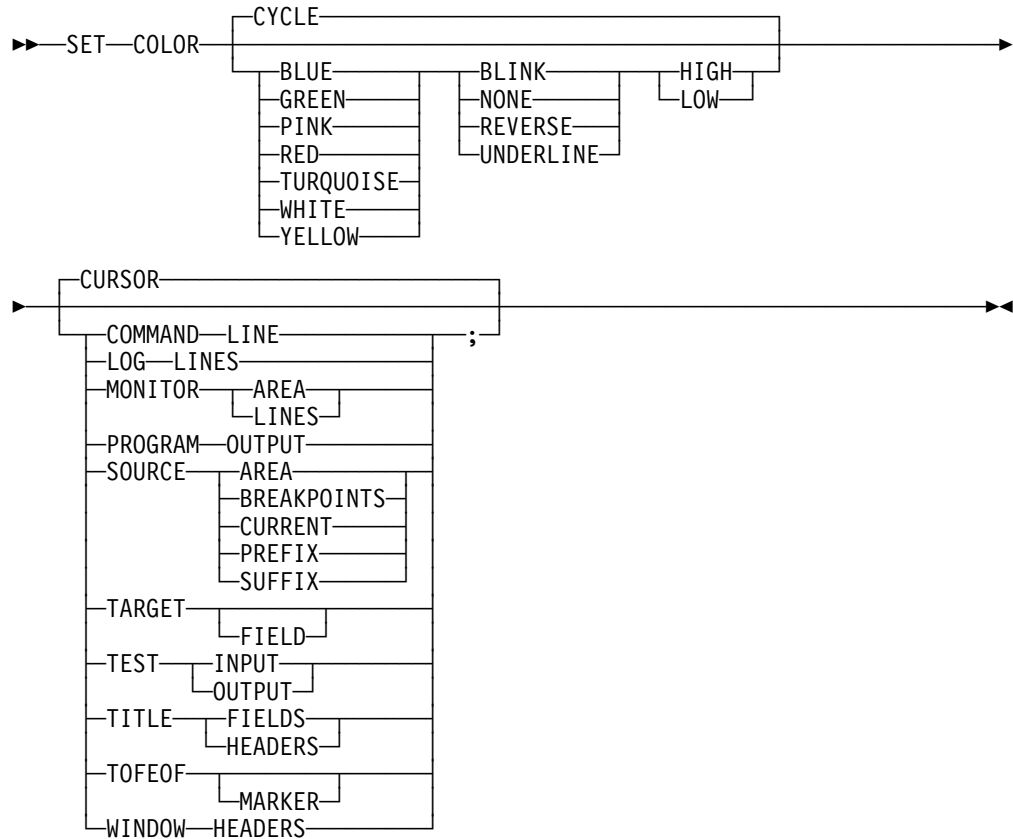 CYCLE
SET COLOR
BLUE BLINK HIGH
GREEN NONE LOW
PINK REVERSE
RED UNDERLINE
TURQUOISE
WHITE
YELLOW
CURSOR
COMMAND LINE ;
LOG LINES
MONITOR AREA
LINES
PROGRAM OUTPUT
SOURCE AREA
BREAKPOINTS
CURRENT
PREFIX
SUFFIX
TARGET
FIELD
TEST INPUT
OUTPUT
TITLE FIELDS
HEADERS
TOFEOF
MARKER
WINDOW HEADERS